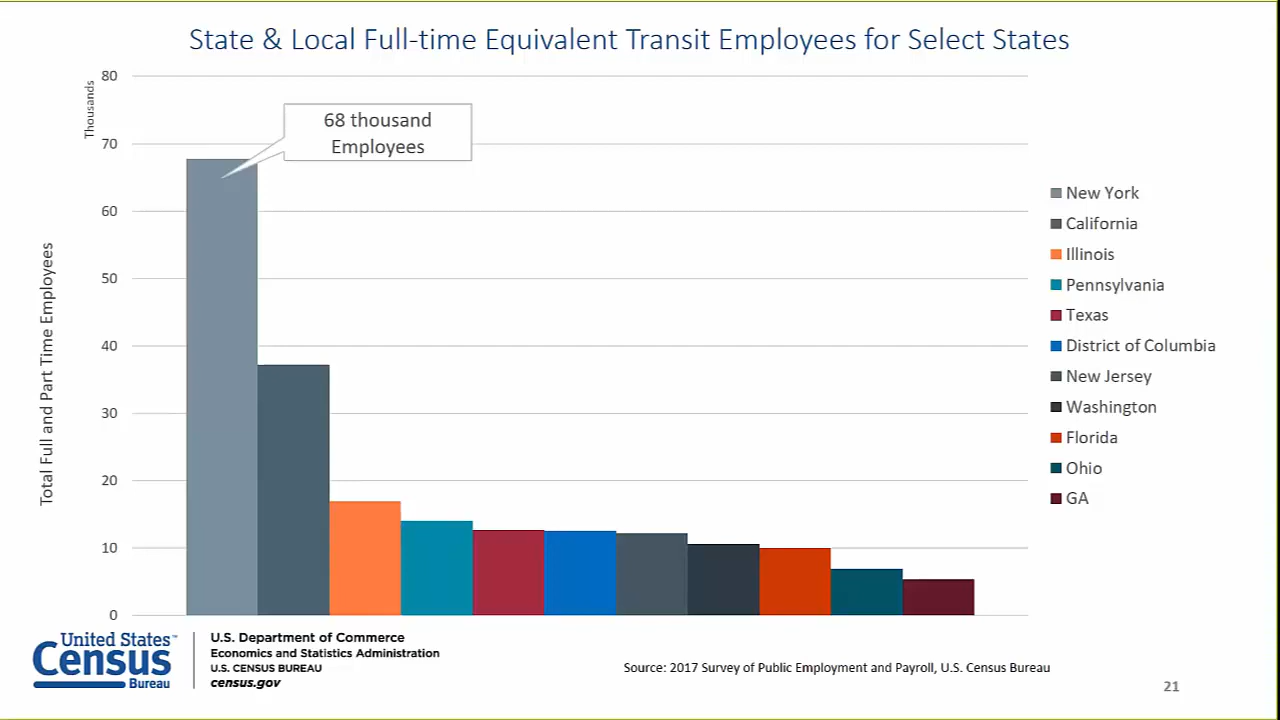 State & Local Full-time Equivalent Transit Employees for Select States
Total Full and Part Time Employees
Thousands
80
70
60
50
40
30
20
10
0
68 thousand
Employees
New York
California
Illinois
Pennsylvania
Texas
District of Columbia
New Jersey
Washington
Florida
Ohio
GA
United States™
Census
Bureau
U.S. Department of Commerce
Economics and Statistics Administration
U.S. CENSUS BUREAU
census.gov
Source: 2017 Survey of Public Employment and Payroll, U.S. Census Bureau
21